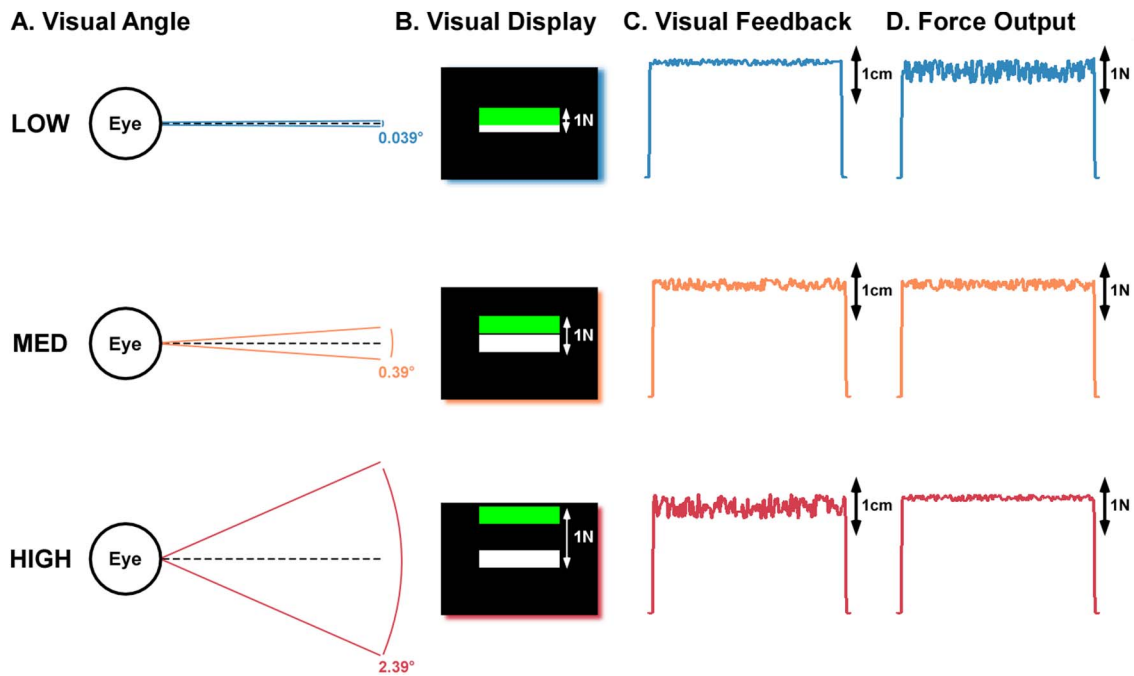 A. Visual Angle
B. Visual Display
C. Visual Feedback
D. Force Output
LOW
Eye
0.039°
1N
1cm
1N
MED
Eye
0.39°
1N
1cm
1N
HIGH
Eye
2.39°
1N
1cm
1N